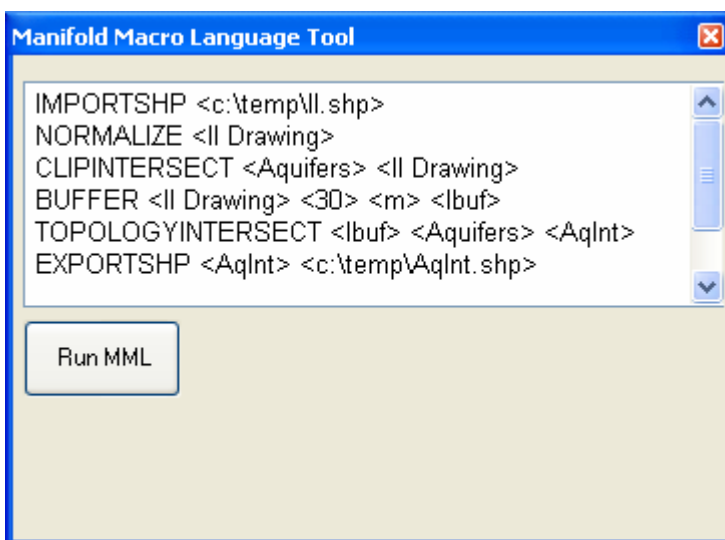 Manifold Macro Language Tool
IMPORTSHP <c:\temp\ll.shp>
NORMALIZE <ll Drawing>
CLIPINTERSECT <Aquifers> <ll Drawing>
BUFFER <ll Drawing> <30> <m> <lbuf>
TOPOLOGYINTERSECT <lbuf> <Aquifers> <AqInt>
EXPORTSHP <AqInt> <c:\temp\AqInt.shp>
Run MML